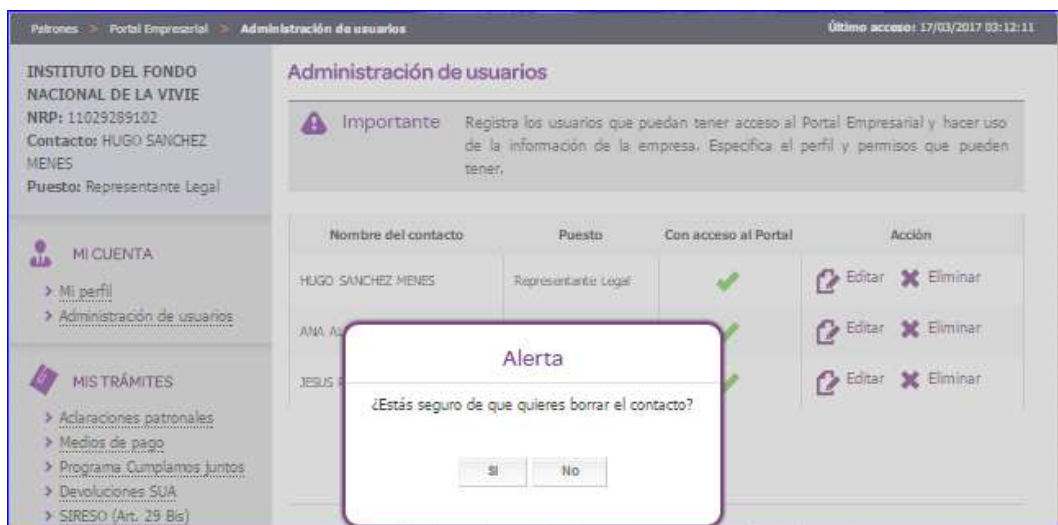 Patrones > Portal Empresarial > Administración de usuarios
Último acceso: 17/03/2017 03:12:11
INSTITUTO DEL FONDO
NACIONAL DE LA VIVIE
NRP: 11029289102
Contacto: HUGO SANCHEZ
MENES
Puesto: Representante Legal
MI CUENTA
> Mi perfil
> Administración de usuarios
MIS TRÁMITES
> Aclaraciones patronales
> Medios de pago
> Programa Cumplamos juntos
> Devoluciones SUA
> SIRESO (Art. 29 Bis)
Administración de usuarios
Importante
Registra los usuarios que puedan tener acceso al Portal Empresarial y hacer uso
de la información de la empresa. Especifica el perfil y permisos que pueden
tener.
Nombre del contacto Puesto Con acceso al Portal Acción
HUGO SANCHEZ MENES Representante Legal Editar Eliminar
ANA Editar Eliminar
JESUS Editar Eliminar
Alerta
¿Estás seguro de que quieres borrar el contacto?
SI No